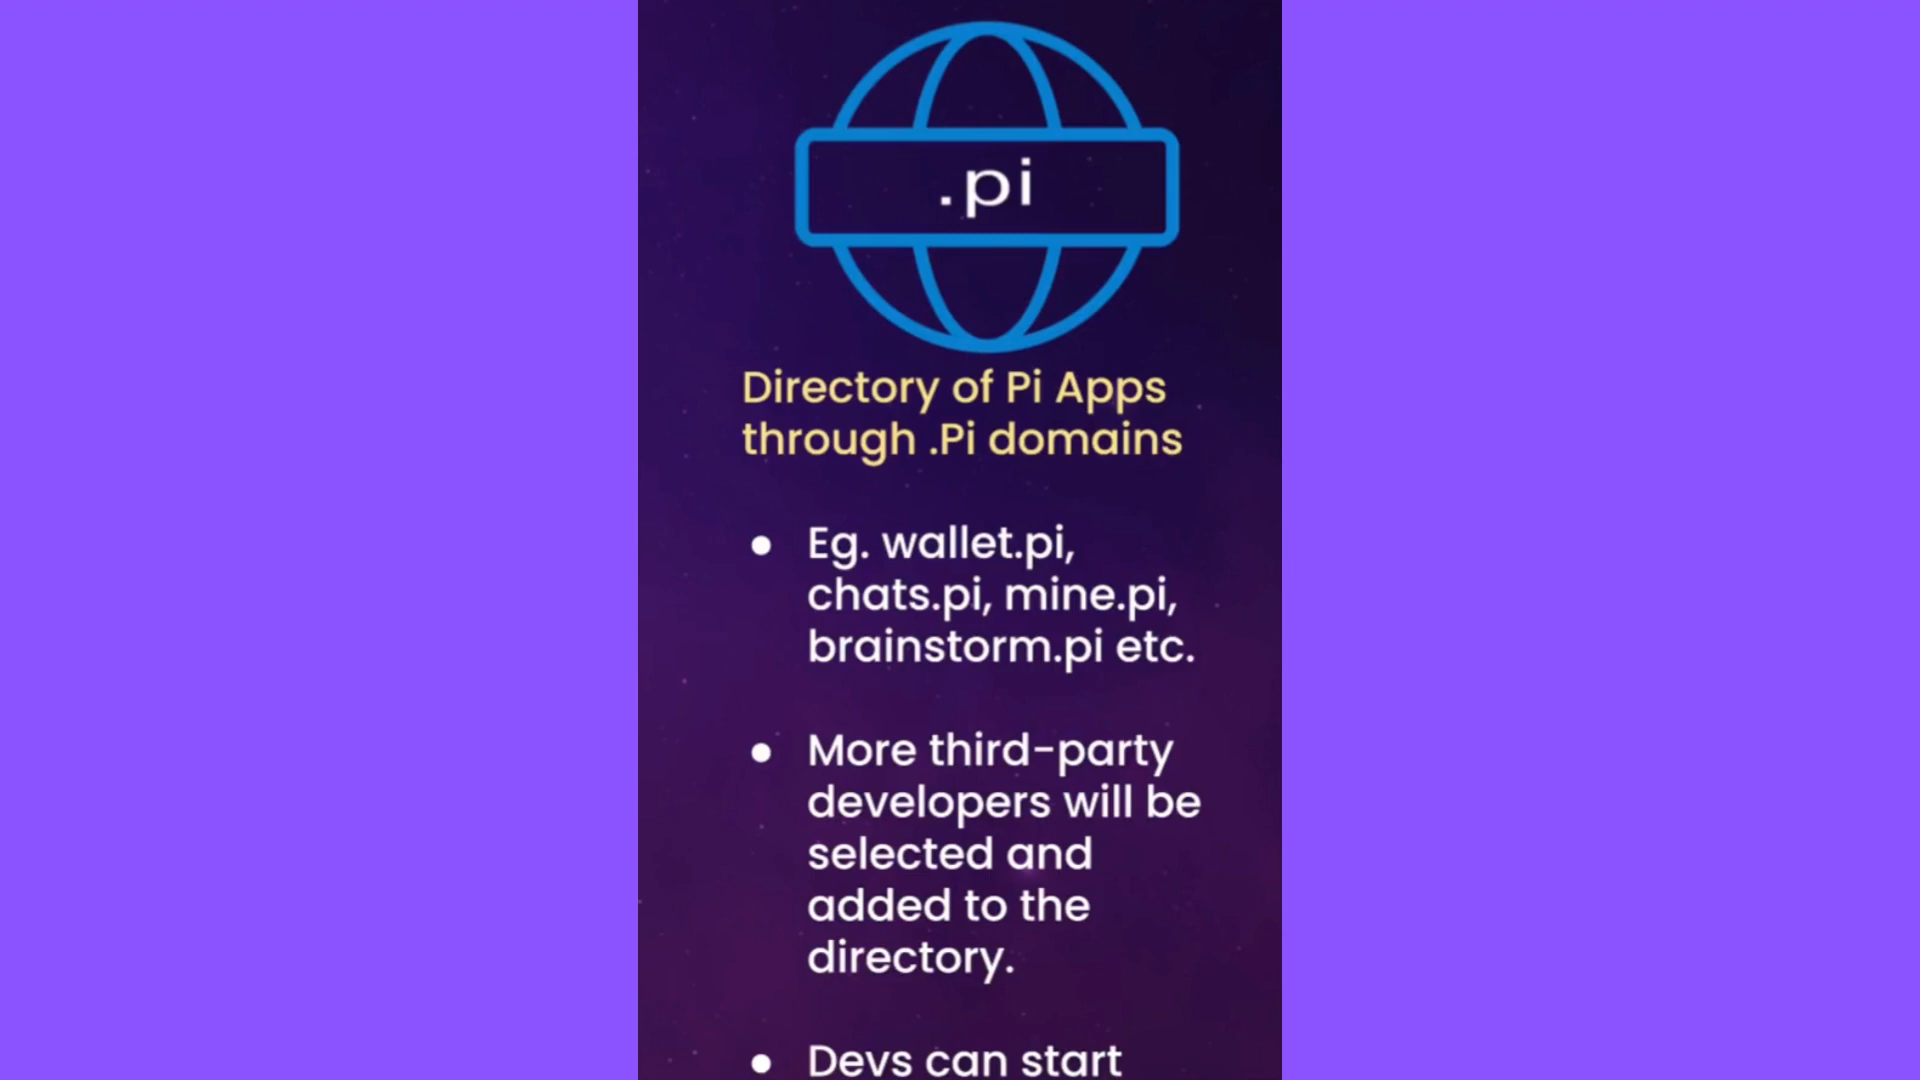 .pi
Directory of Pi Apps
through .Pi domains
● Eg. wallet.pi,
chats.pi, mine.pi,
brainstorm.pi etc.
● More third-party
developers will be
selected and
added to the
directory.
● Devs can start